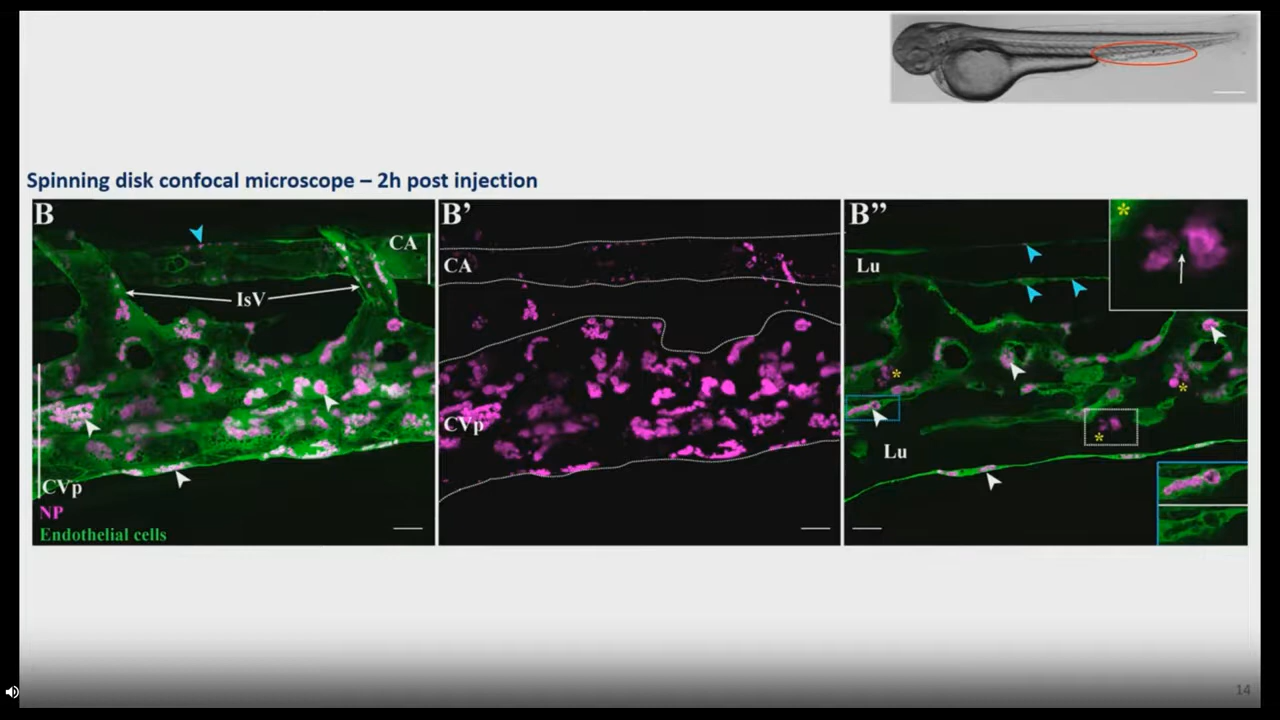 Spinning disk confocal microscope – 2h post injection
B
CA
IsV
CVp
NP
Endothelial cells
B’
CA
CVp
B’’
*
Lu
*
*
*
Lu
14